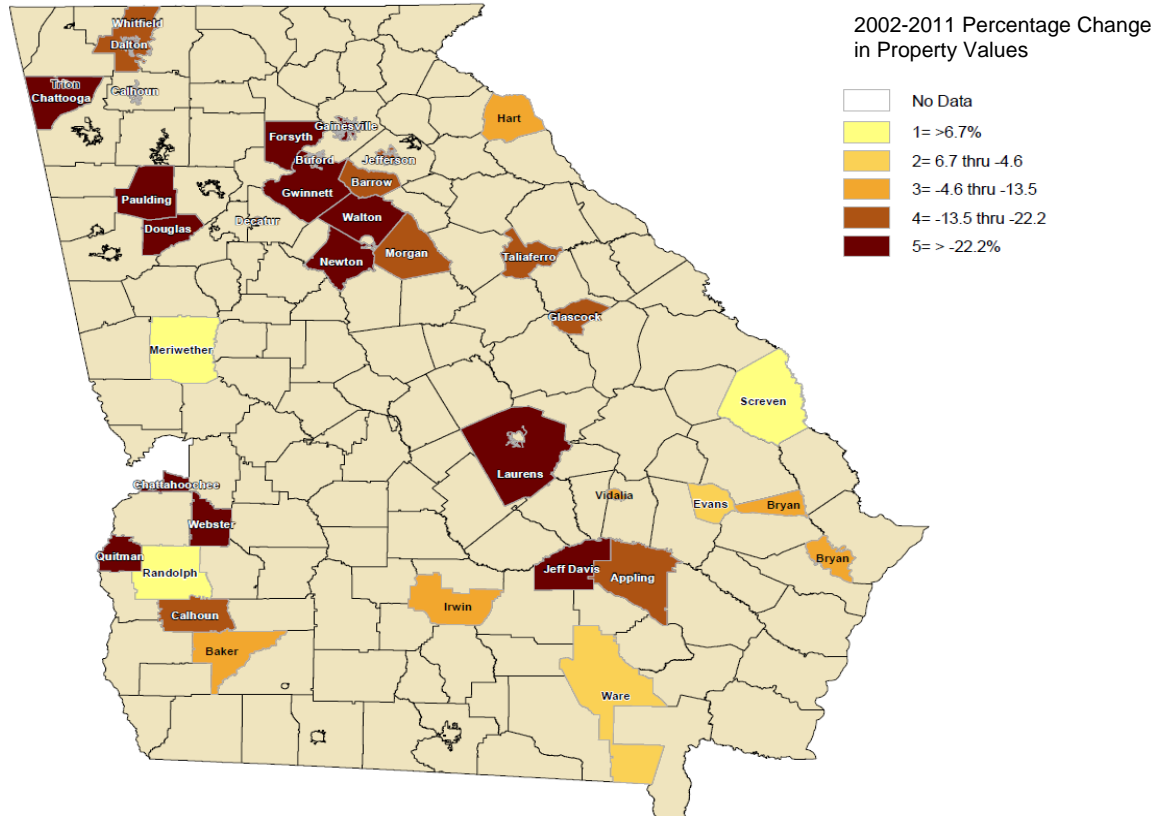 2002-2011 Percentage Change
in Property Values
No Data
1= >6.7%
2= 6.7 thru -4.6
3= -4.6 thru -13.5
4= -13.5 thru -22.2
5= > -22.2%
Whitfield
Dalton
Trion
Chattooga
Calhoun
Hart
Gainesville
Forsyth
Buford
Jefferson
Barrow
Gwinnett
Paulding
Douglas
Decatur
Walton
Newton
Morgan
Taliaferro
Glascock
Meriwether
Screven
Laurens
Chattahoochee
Webster
Vidalia
Evans
Bryan
Quitman
Randolph
Jeff Davis
Appling
Bryan
Calhoun
Irwin
Baker
Ware